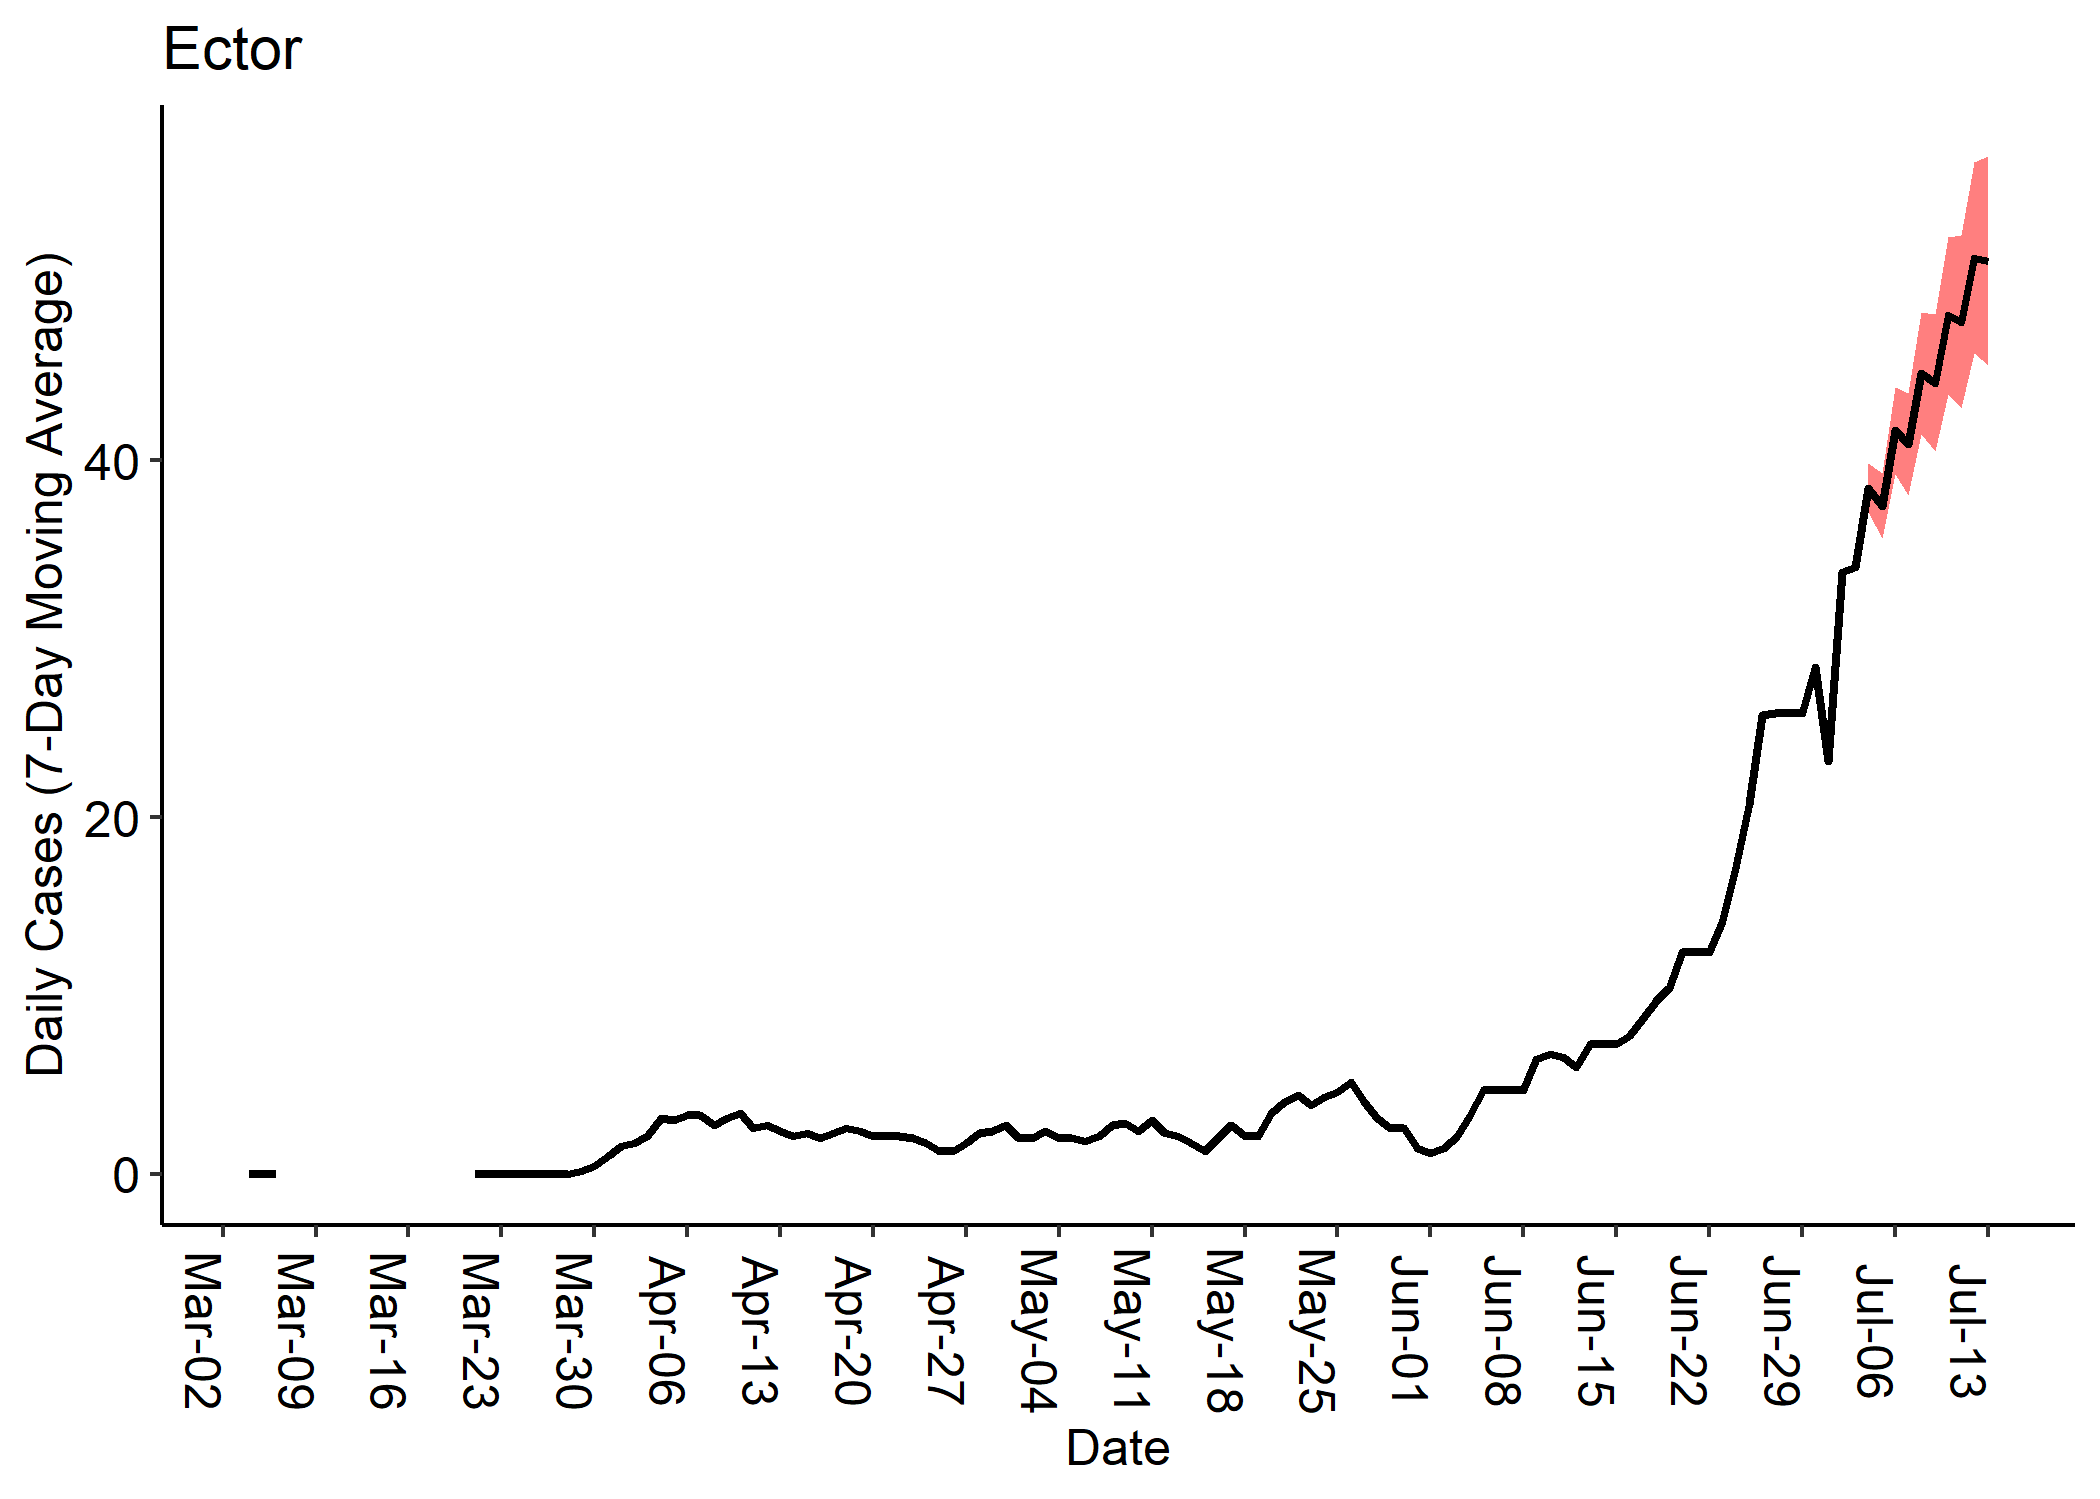 Ector
Daily Cases (7-Day Moving Average)
40
20
0
Mar-02
Mar-09
Mar-16
Mar-23
Mar-30
Apr-06
Apr-13
Apr-20
Apr-27
May-04
May-11
May-18
May-25
Jun-01
Jun-08
Jun-15
Jun-22
Jun-29
Jul-06
Jul-13
Date